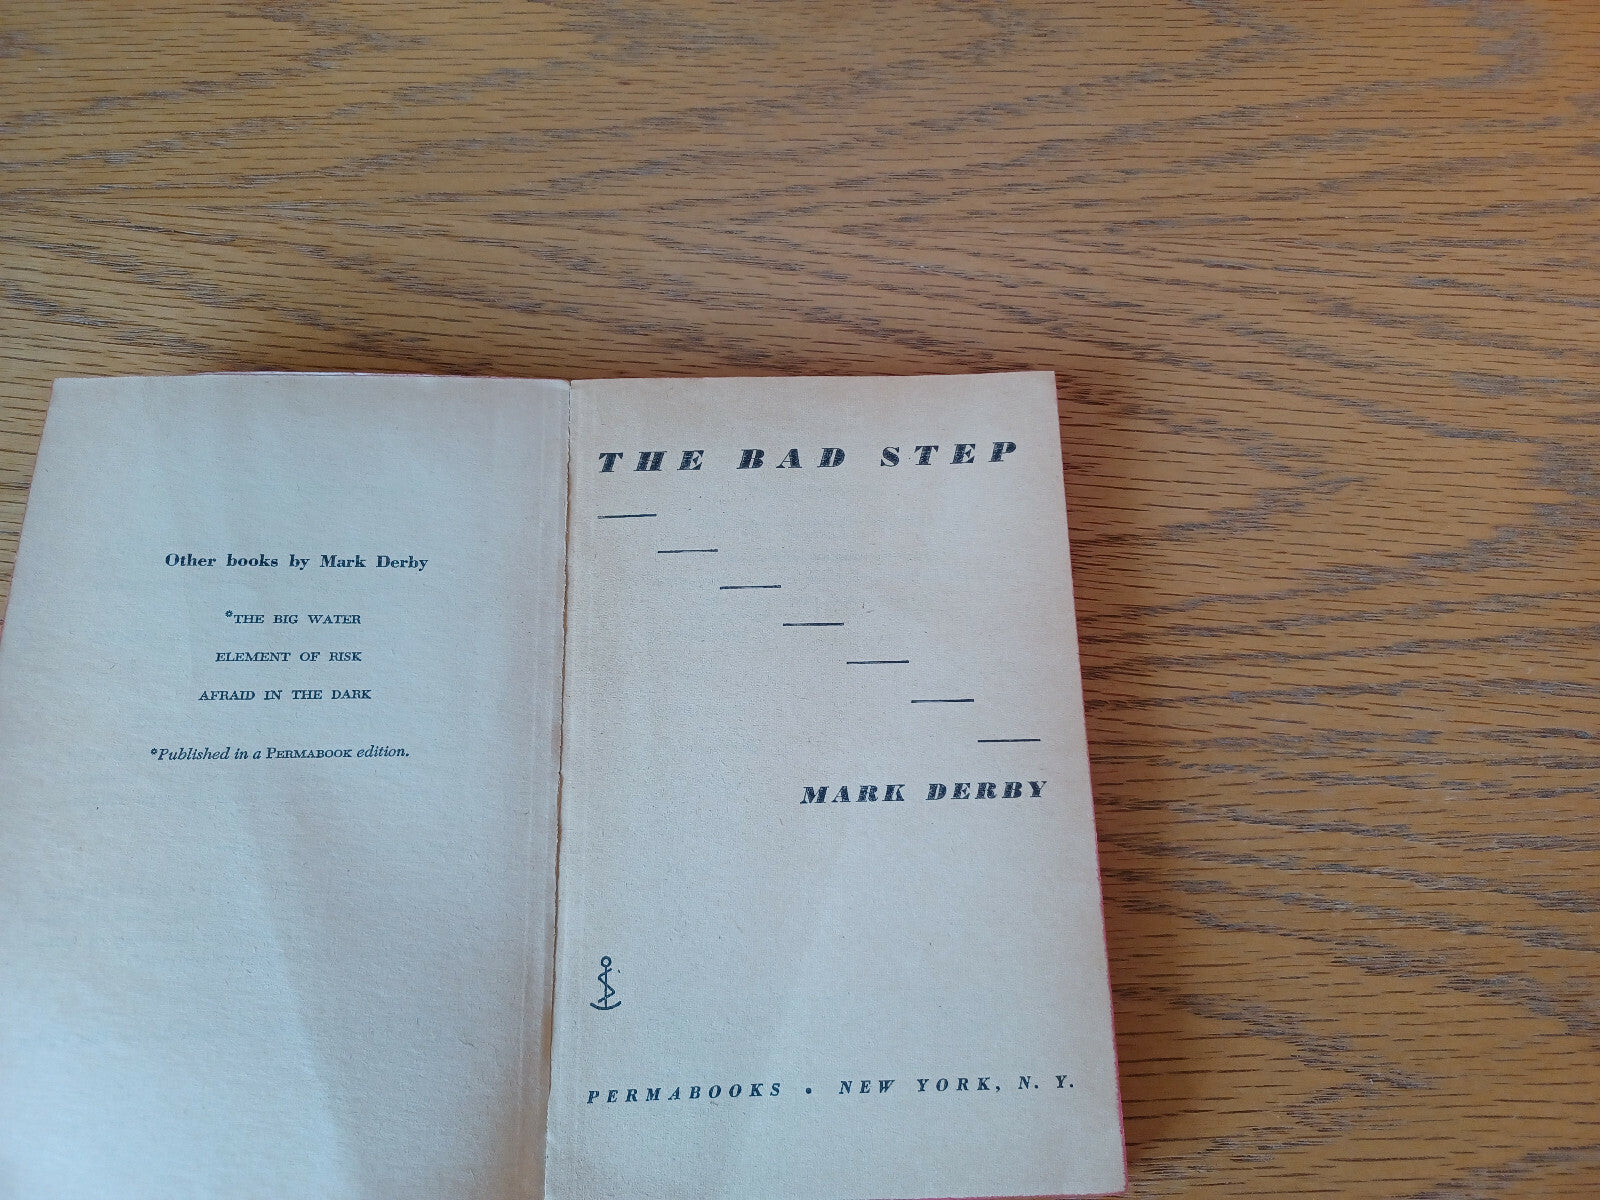 Other books by Mark Derby
*THE BIG WATER
ELEMENT OF RISK
AFRAID IN THE DARK
*Published in a PERMABOOK edition.
THE BAD STEP
MARK DERBY
PERMABOOKS • NEW YORK, N. Y.